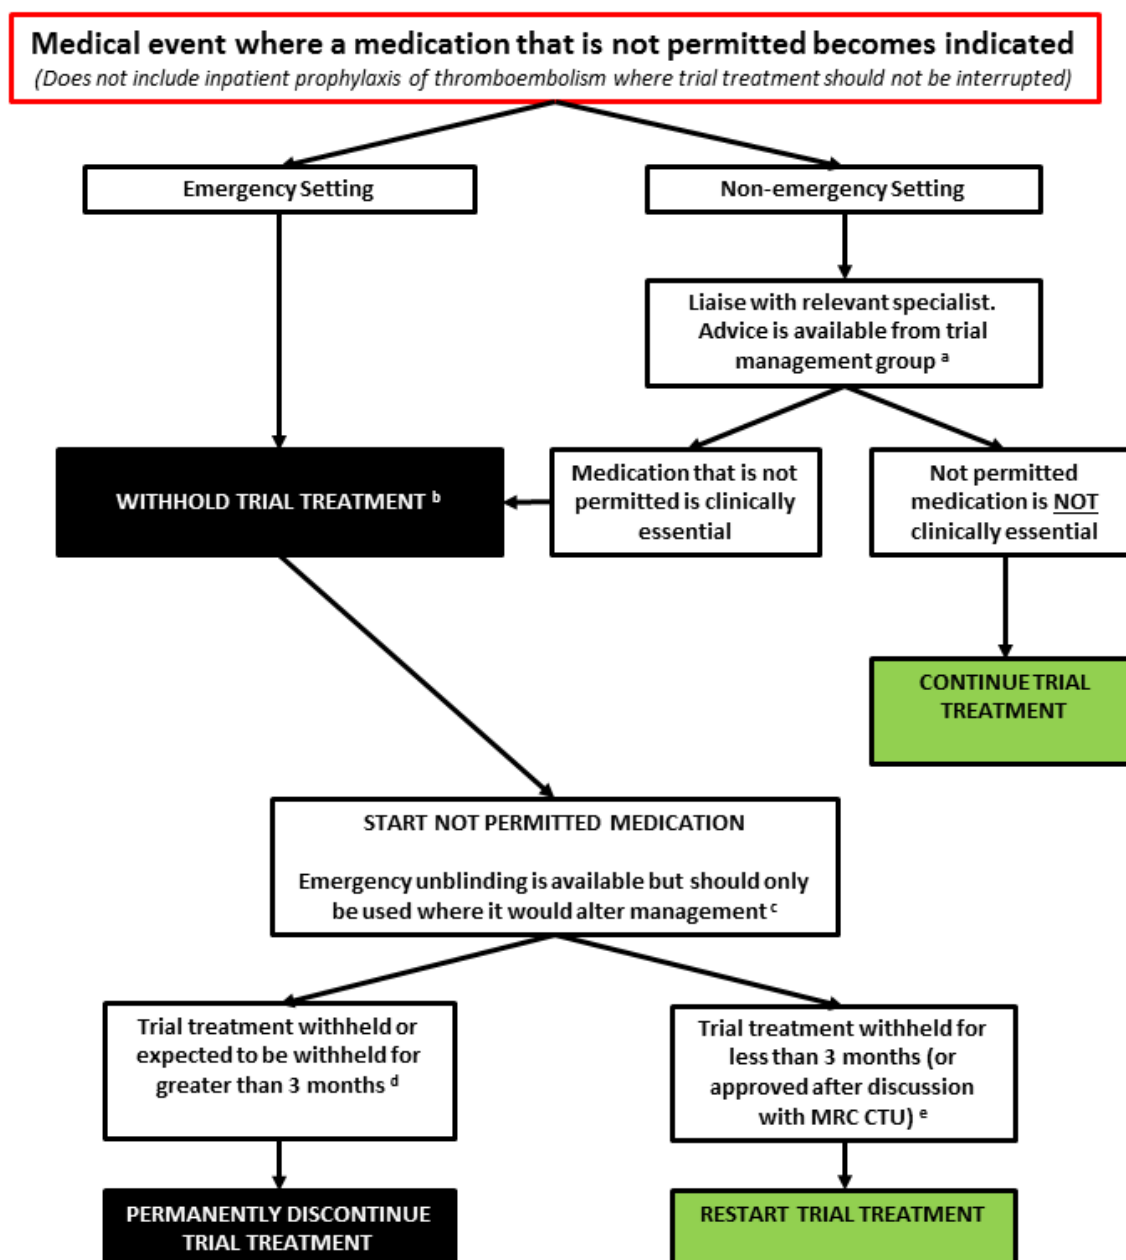 Medical event where a medication that is not permitted becomes indicated
(Does not include inpatient prophylaxis of thromboembolism where trial treatment should not be interrupted)
Emergency Setting
Non-emergency Setting
Liaise with relevant specialist.
Advice is available from trial
management group a
WITHHOLD TRIAL TREATMENT b
Medication that is not
permitted is clinically
essential
Not permitted
medication is NOT
clinically essential
CONTINUE TRIAL
TREATMENT
START NOT PERMITTED MEDICATION
Emergency unblinding is available but should only
be used where it would alter management c
Trial treatment withheld or
expected to be withheld for
greater than 3 months d
Trial treatment withheld for
less than 3 months (or
approved after discussion
with MRC CTU) e
PERMANENTLY DISCONTINUE
TRIAL TREATMENT
RESTART TRIAL TREATMENT